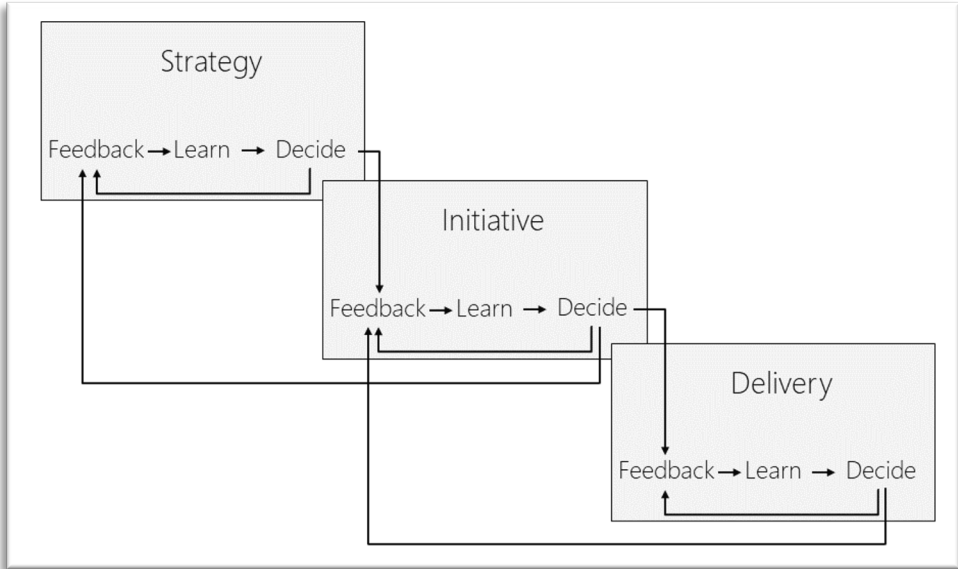 Strategy
Feedback Learn Decide
Initiative
Feedback Learn Decide
Delivery
Feedback Learn Decide